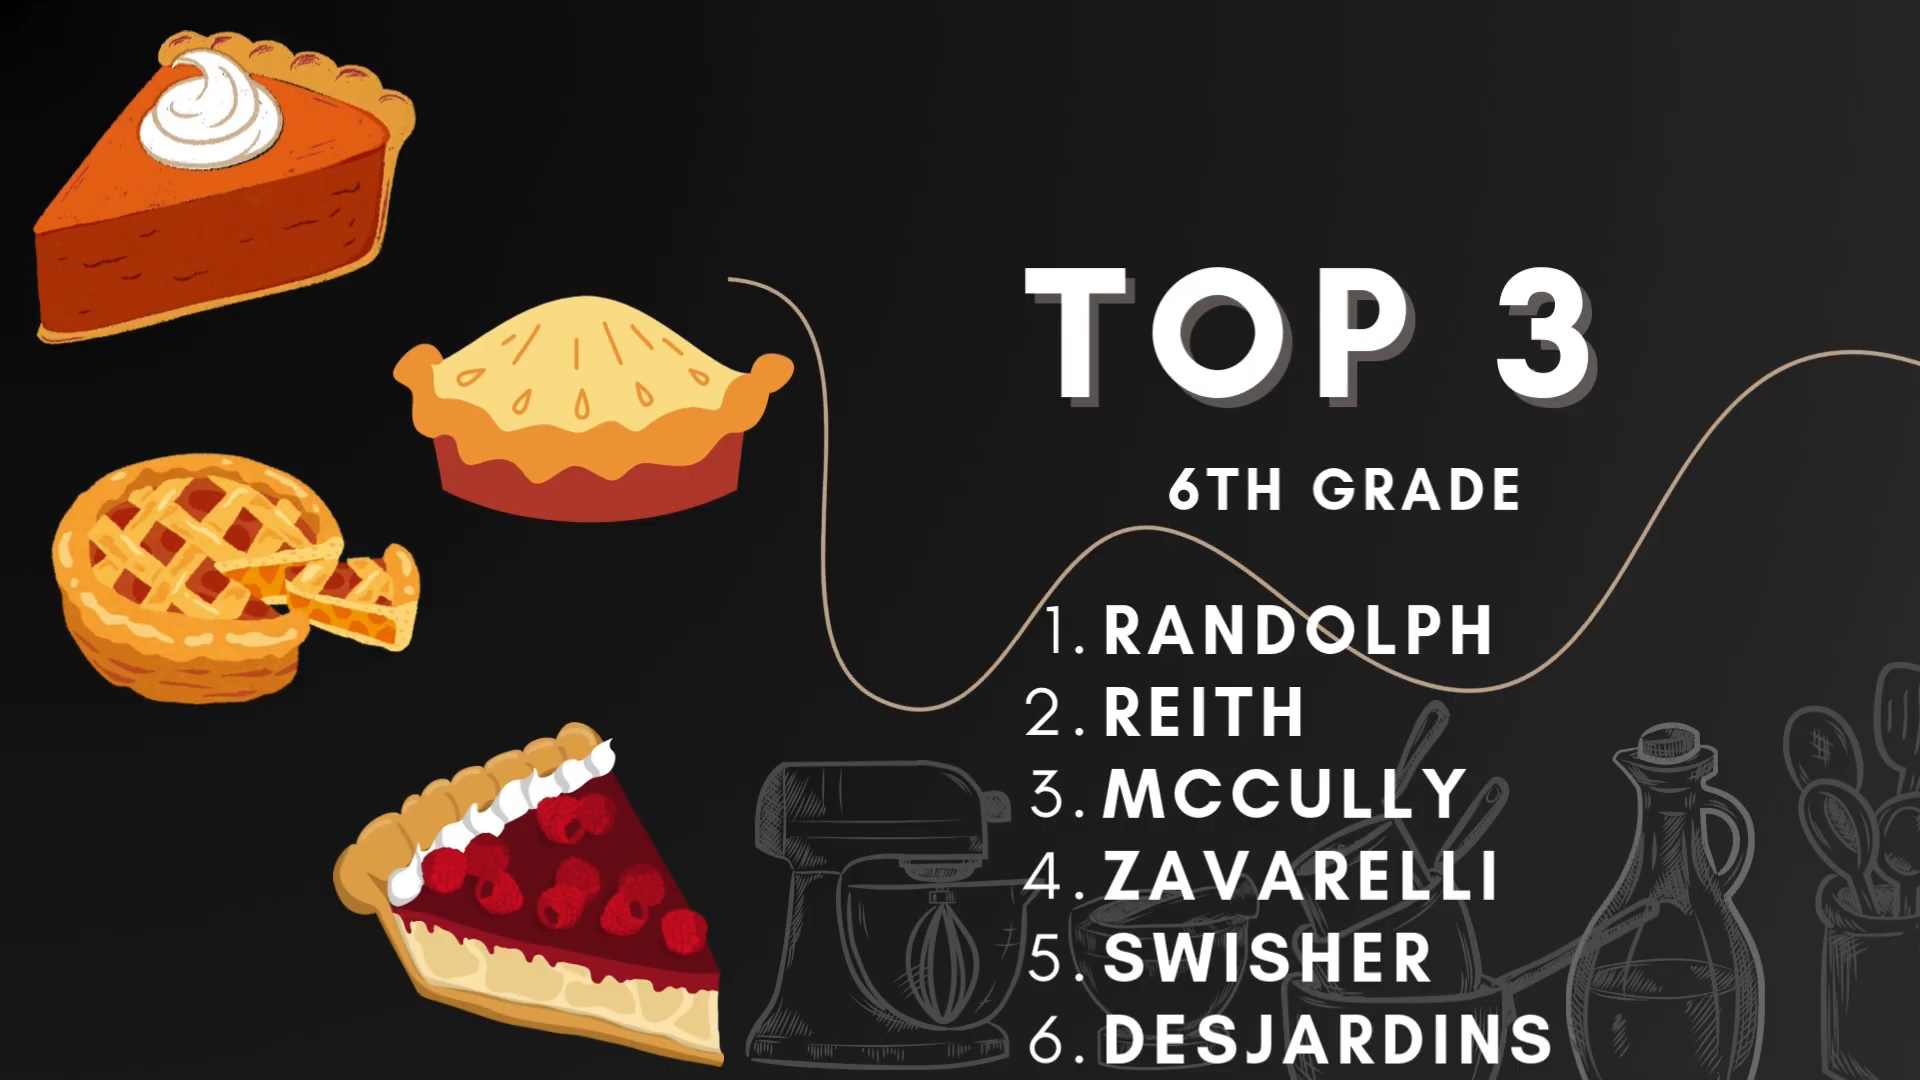 TOP 3
6TH GRADE
1. RANDOLPH
2. REITH
3. MCCULLY
4. ZAVARELLI
5. SWISHER
6. DESJARDINS